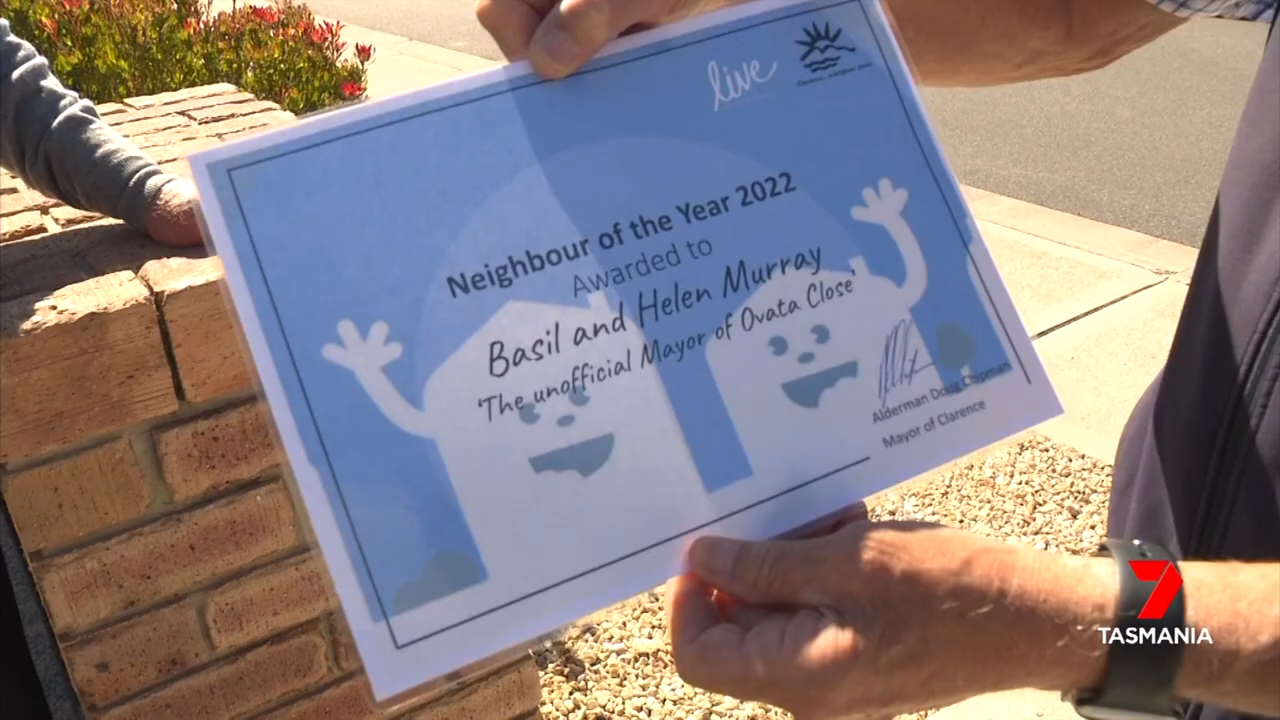 live
Neighbour of the Year 2022
Awarded to
Basil and Helen Murray
'The unofficial Mayor of Ovata Close'
Alderman Doug Chipman
Mayor of Clarence
7
TASMANIA